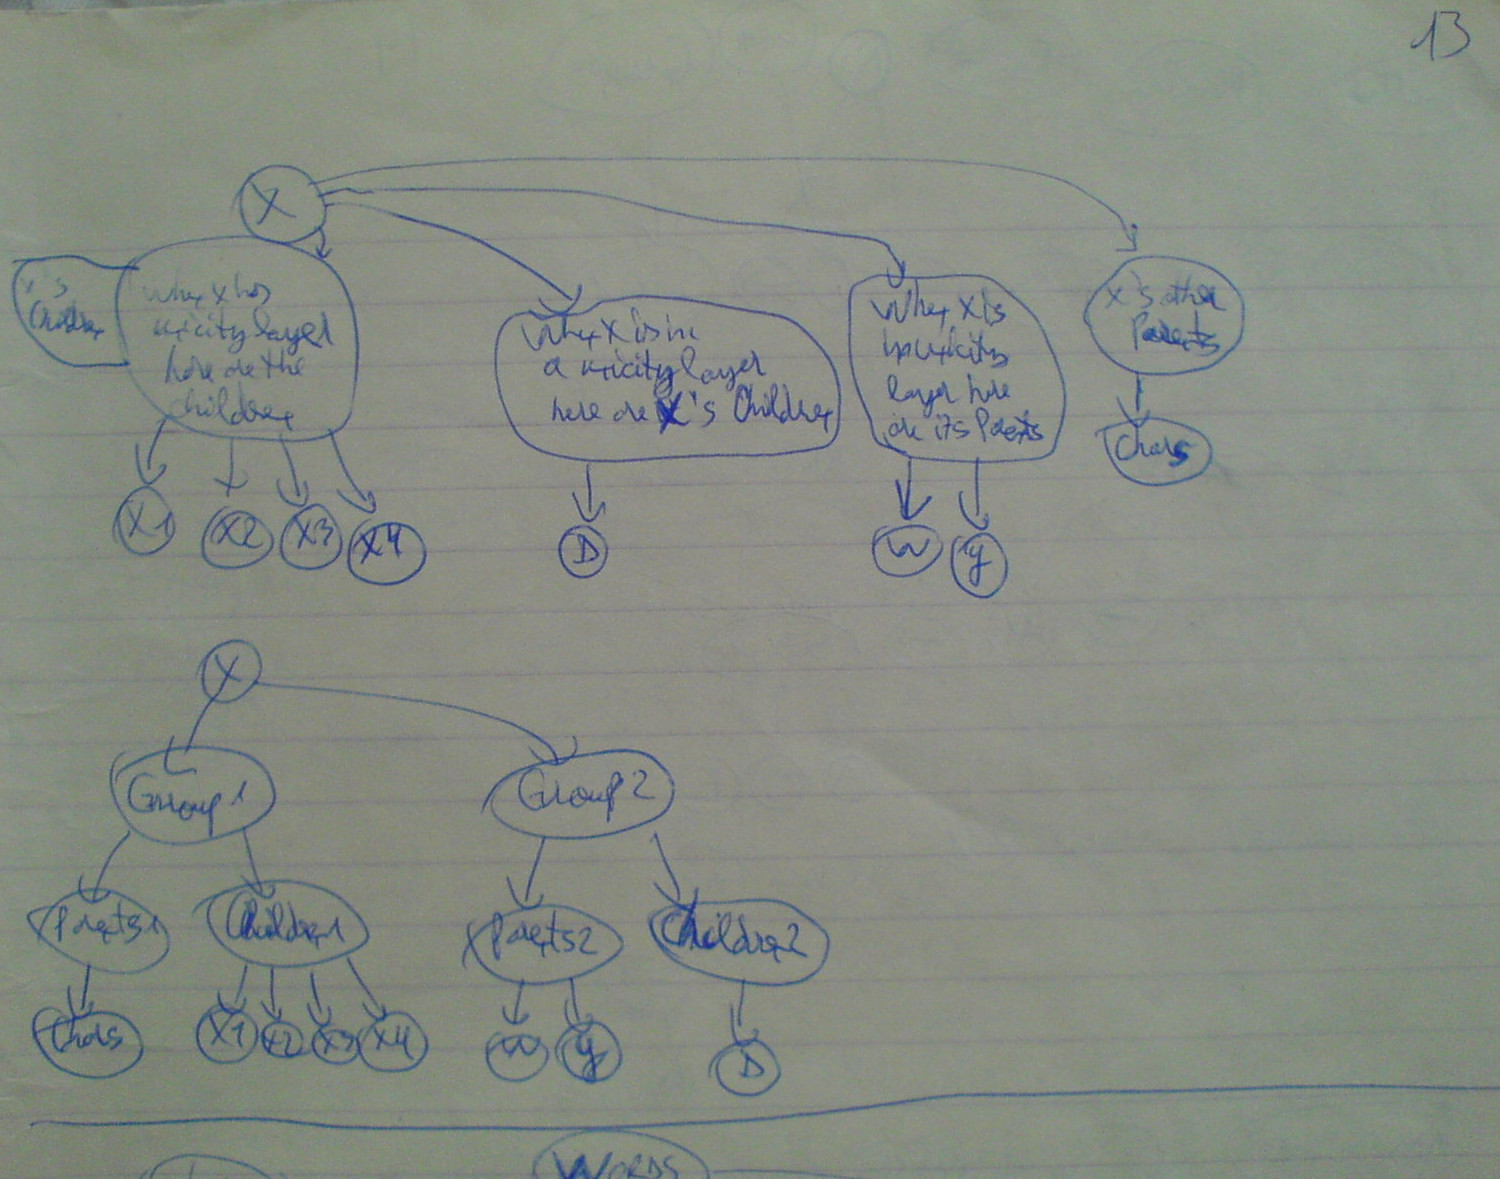 13
X
X's
Children
when X has
unicity layer
here are the
children
When X is in
a unicity layer
here are X's Children
When X is
in unicity
layer here
are its Parents
X's other
Parents
Chars
X1 X2 X3 X4
D
W Y
X
Group 1
Group 2
Parents1
Children1
Parents2
Children2
Chars
X1 X2 X3 X4
W Y
D
WORDS